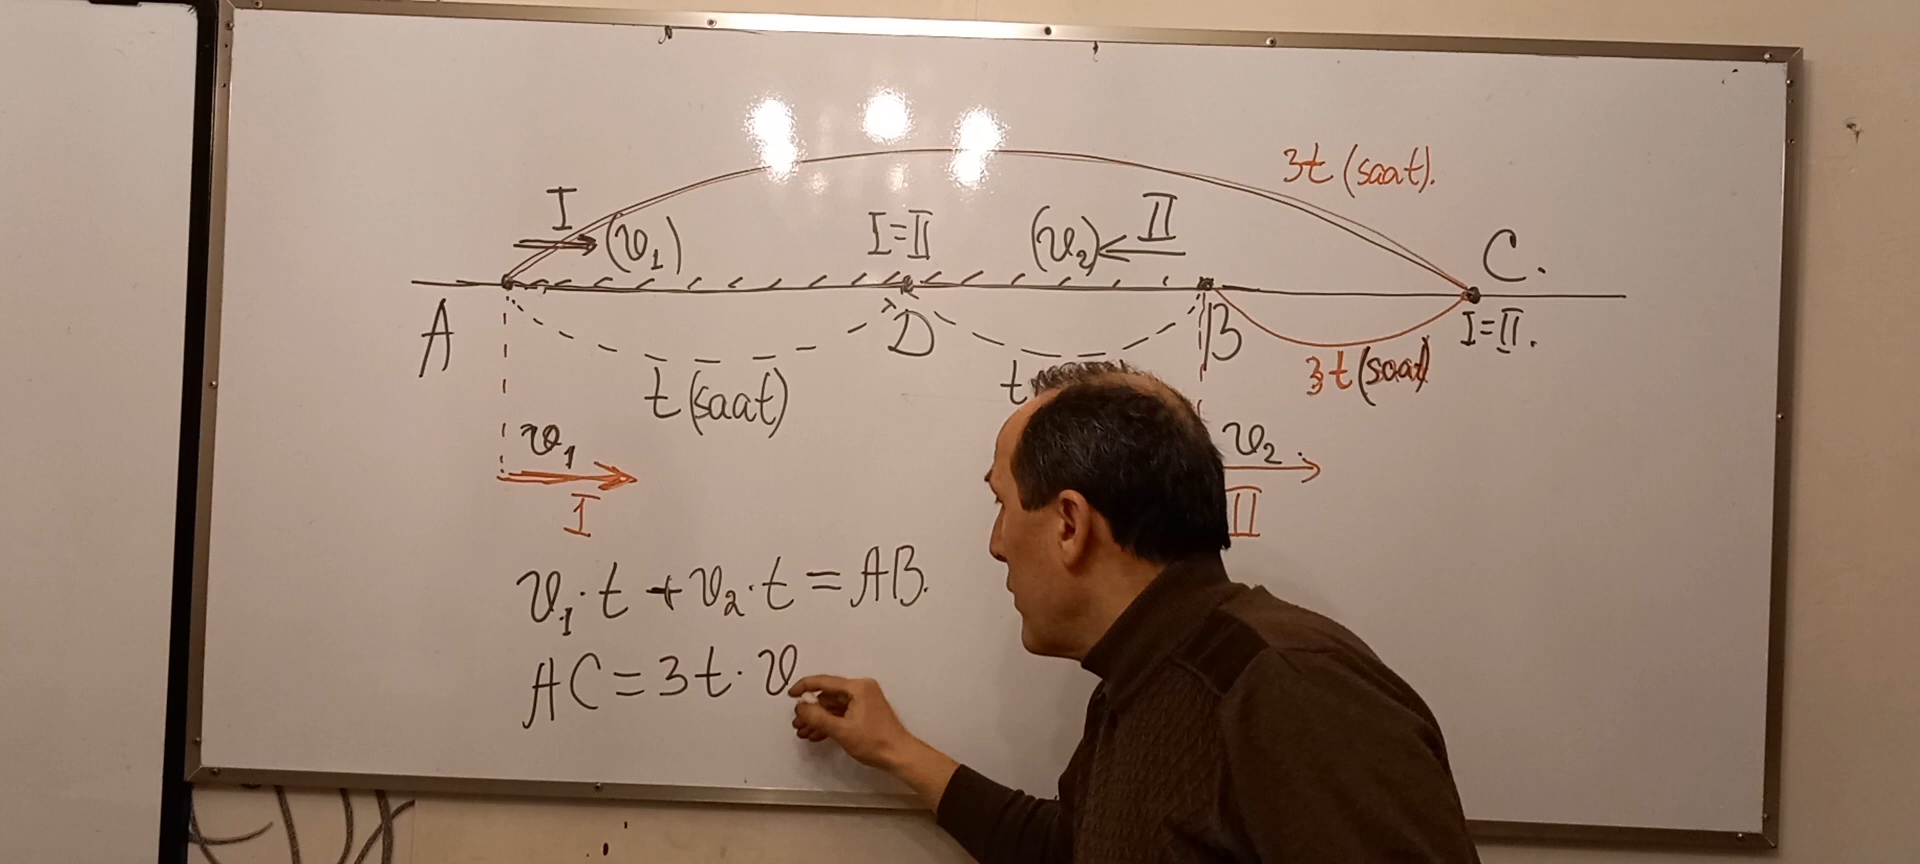 3t (saat).
I (v₁) I=II (v₂) II C.
A D B I=II.
t (saat) t 3t (saat)
v₁ v₂
I II
v₁·t + v₂·t = AB.
AC = 3t·v